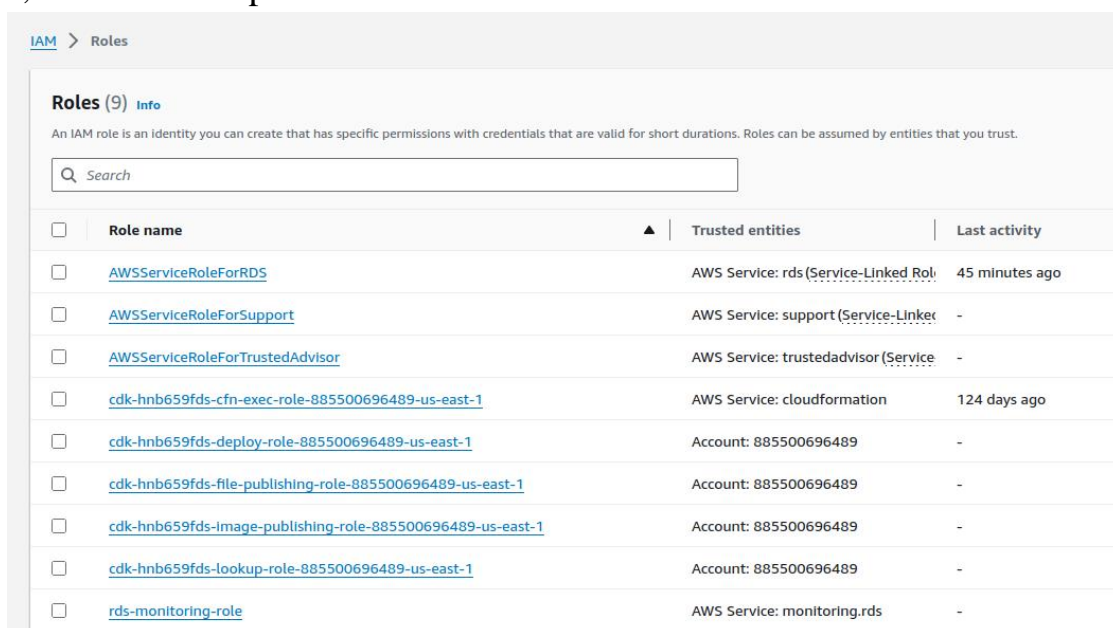 IAM > Roles
Roles (9) Info
An IAM role is an identity you can create that has specific permissions with credentials that are valid for short durations. Roles can be assumed by entities that you trust.
Search
Role name ▲ Trusted entities Last activity
AWSServiceRoleForRDS AWS Service: rds (Service-Linked Rol 45 minutes ago
AWSServiceRoleForSupport AWS Service: support (Service-Linked -
AWSServiceRoleForTrustedAdvisor AWS Service: trustedadvisor (Service -
cdk-hnb659fds-cfn-exec-role-885500696489-us-east-1 AWS Service: cloudformation 124 days ago
cdk-hnb659fds-deploy-role-885500696489-us-east-1 Account: 885500696489 -
cdk-hnb659fds-file-publishing-role-885500696489-us-east-1 Account: 885500696489 -
cdk-hnb659fds-image-publishing-role-885500696489-us-east-1 Account: 885500696489 -
cdk-hnb659fds-lookup-role-885500696489-us-east-1 Account: 885500696489 -
rds-monitoring-role AWS Service: monitoring.rds -